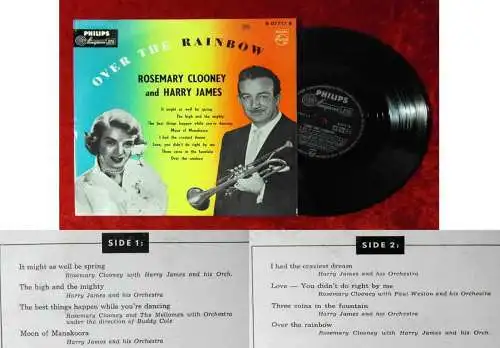 PHILIPS
B 07717 R
PHILIPS
OVER THE RAINBOW
ROSEMARY CLOONEY
and HARRY JAMES
It might as well be spring
The high and the mighty
The best things happen while you're dancing
Moon of Manakoora
I had the craziest dream
Love, you didn't do right by me
Three coins in the fountain
Over the rainbow
PHILIPS
SIDE 1:
It might as well be spring
Rosemary Clooney with Harry James and his Orch.
The high and the mighty
Harry James and his Orchestra
The best things happen while you're dancing
Rosemary Clooney and The Mellomen with Orchestra
under the direction of Buddy Cole
Moon of Manakoora
Harry James and his Orchestra
SIDE 2:
I had the craziest dream
Harry James and his Orchestra
Love — You didn't do right by me
Rosemary Clooney with Paul Weston and his Orchestra
Three coins in the fountain
Harry James and his Orchestra
Over the rainbow
Rosemary Clooney with Harry James and his Orch.